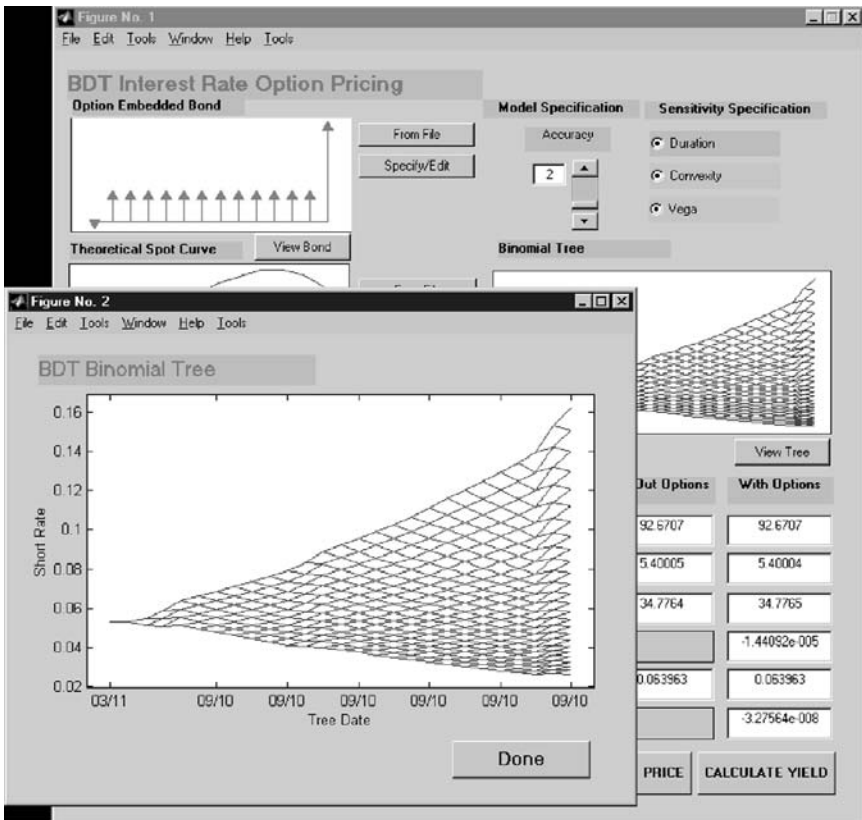 Figure No. 1
File Edit Tools Window Help Tools
BDT Interest Rate Option Pricing
Option Embedded Bond
Model Specification
Sensitivity Specification
From File
Accuracy
Duration
Specify/Edit
2
Convexity
Vega
Theoretical Spot Curve
View Bond
Binomial Tree
Figure No. 2
File Edit Tools Window Help Tools
BDT Binomial Tree
0.16
0.14
0.12
0.1
0.08
0.06
0.04
0.02
Short Rate
03/11 09/10 09/10 09/10 09/10 09/10 09/10
Tree Date
Done
View Tree
Out Options
With Options
92.6707
92.6707
5.40005
5.40004
34.7764
34.7765
-1.44092e-005
0.063963
0.063963
-3.27564e-008
PRICE
CALCULATE YIELD